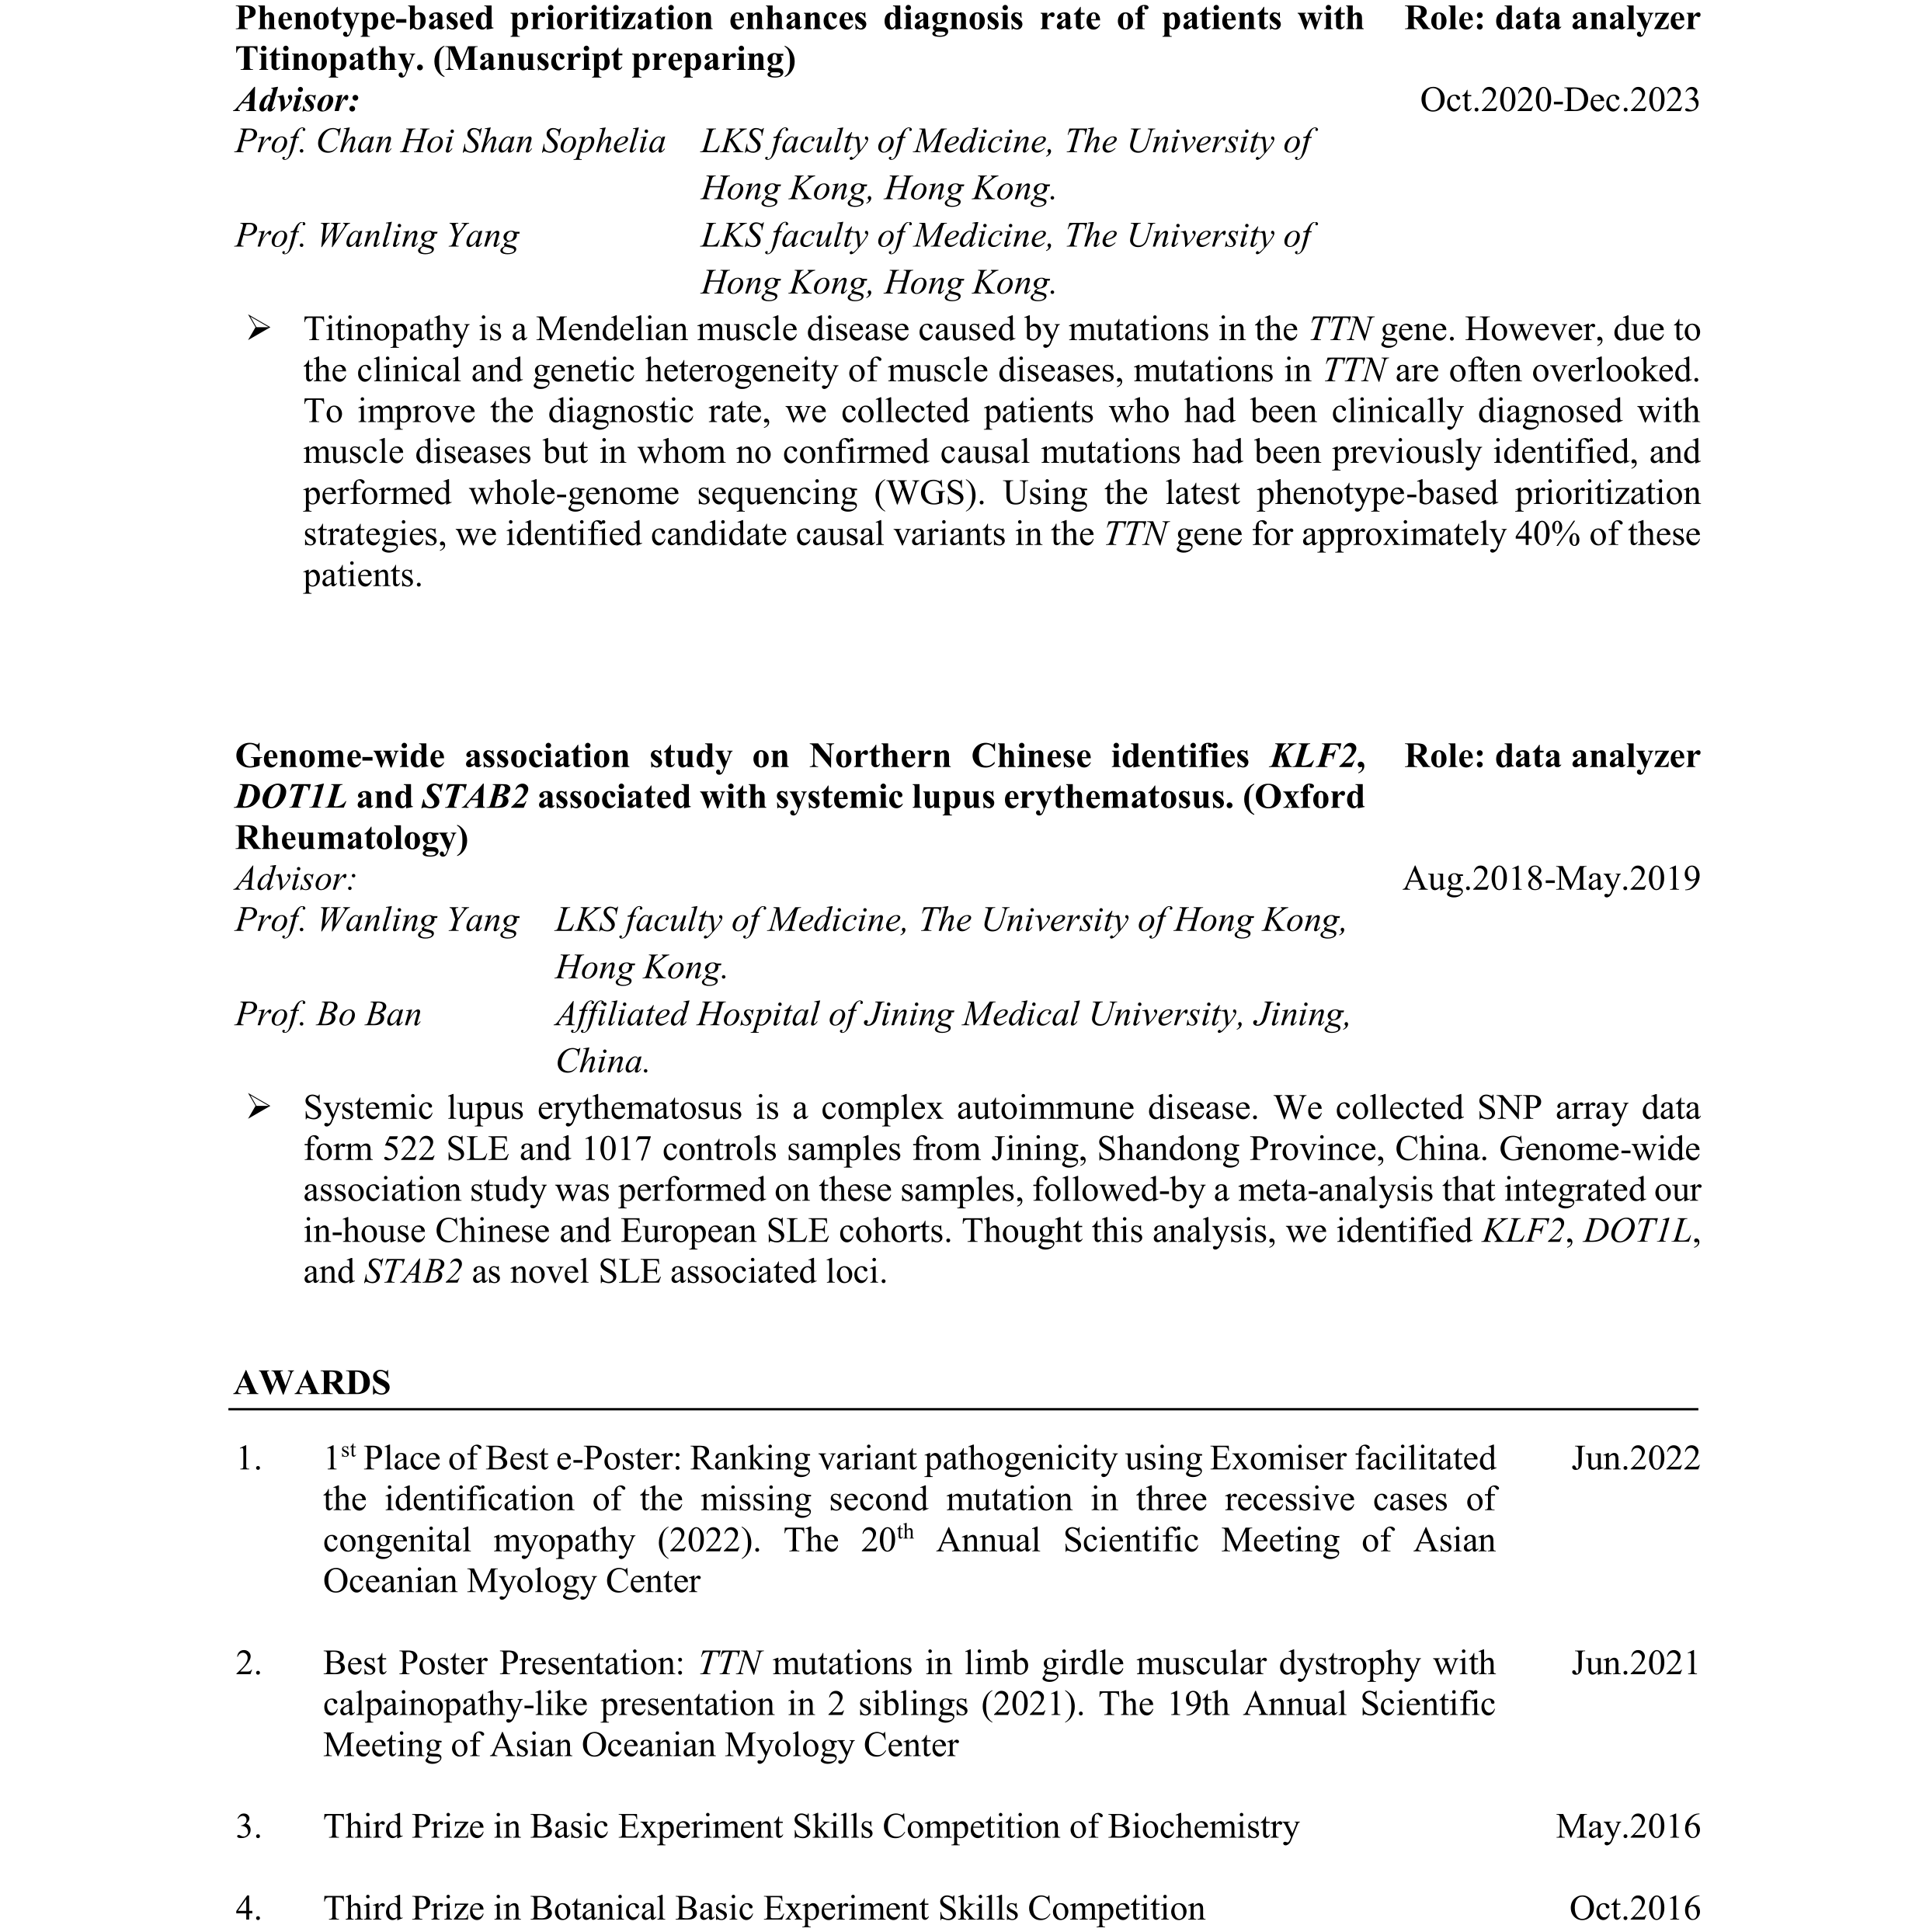 Phenotype-based prioritization enhances diagnosis rate of patients with Role: data analyzer
Titinopathy. (Manuscript preparing)
Advisor: Oct.2020-Dec.2023
Prof. Chan Hoi Shan Sophelia LKS faculty of Medicine, The University of
Hong Kong, Hong Kong.
Prof. Wanling Yang LKS faculty of Medicine, The University of
Hong Kong, Hong Kong.
➢ Titinopathy is a Mendelian muscle disease caused by mutations in the TTN gene. However, due to
the clinical and genetic heterogeneity of muscle diseases, mutations in TTN are often overlooked.
To improve the diagnostic rate, we collected patients who had been clinically diagnosed with
muscle diseases but in whom no confirmed causal mutations had been previously identified, and
performed whole-genome sequencing (WGS). Using the latest phenotype-based prioritization
strategies, we identified candidate causal variants in the TTN gene for approximately 40% of these
patients.
Genome-wide association study on Northern Chinese identifies KLF2, Role: data analyzer
DOT1L and STAB2 associated with systemic lupus erythematosus. (Oxford
Rheumatology)
Advisor: Aug.2018-May.2019
Prof. Wanling Yang LKS faculty of Medicine, The University of Hong Kong,
Hong Kong.
Prof. Bo Ban Affiliated Hospital of Jining Medical University, Jining,
China.
➢ Systemic lupus erythematosus is a complex autoimmune disease. We collected SNP array data
form 522 SLE and 1017 controls samples from Jining, Shandong Province, China. Genome-wide
association study was performed on these samples, followed-by a meta-analysis that integrated our
in-house Chinese and European SLE cohorts. Thought this analysis, we identified KLF2, DOT1L,
and STAB2 as novel SLE associated loci.
AWARDS
1. 1st Place of Best e-Poster: Ranking variant pathogenicity using Exomiser facilitated Jun.2022
the identification of the missing second mutation in three recessive cases of
congenital myopathy (2022). The 20th Annual Scientific Meeting of Asian
Oceanian Myology Center
2. Best Poster Presentation: TTN mutations in limb girdle muscular dystrophy with Jun.2021
calpainopathy-like presentation in 2 siblings (2021). The 19th Annual Scientific
Meeting of Asian Oceanian Myology Center
3. Third Prize in Basic Experiment Skills Competition of Biochemistry May.2016
4. Third Prize in Botanical Basic Experiment Skills Competition Oct.2016